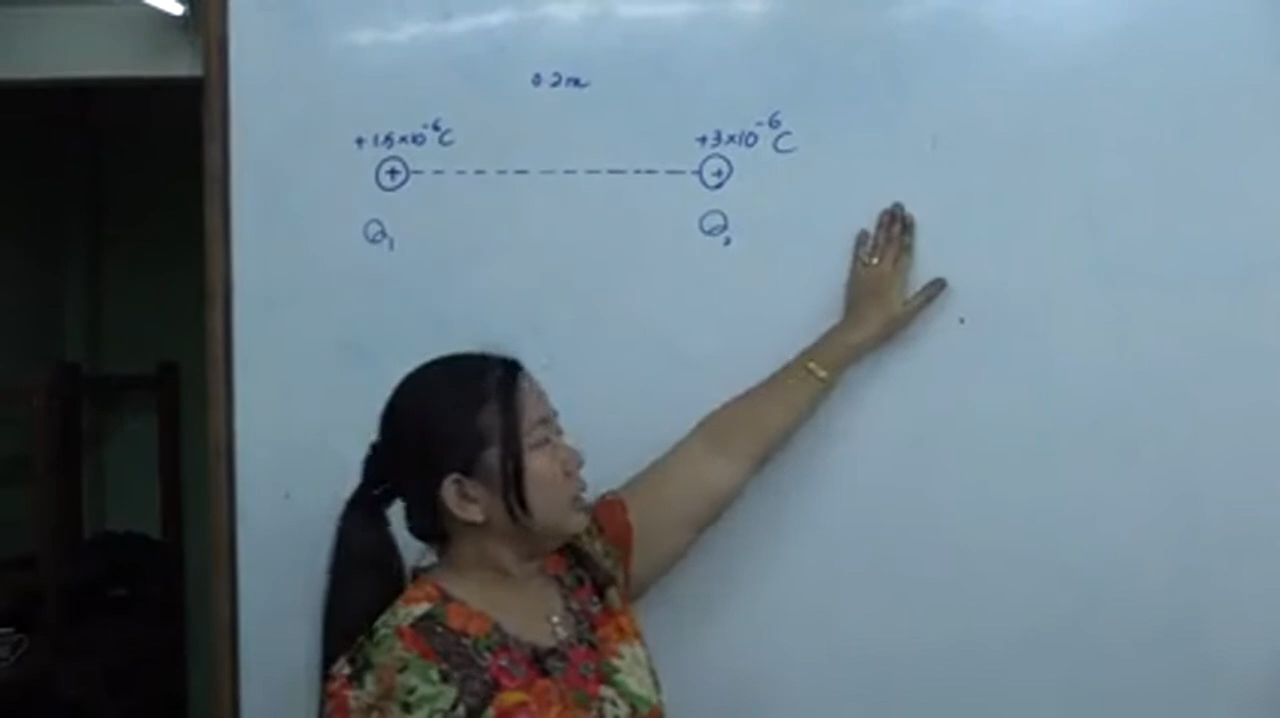 0.2m
+1.5×10⁻⁶C +3×10⁻⁶C
+ +
Q₁ Q₂